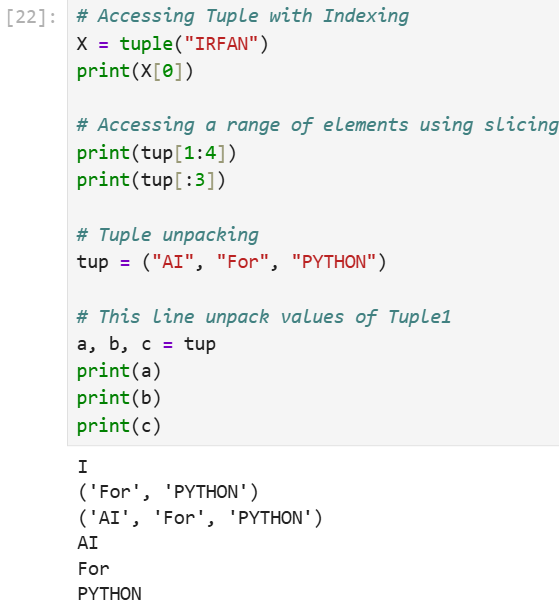 [22]: # Accessing Tuple with Indexing
X = tuple("IRFAN")
print(X[0])
# Accessing a range of elements using slicing
print(tup[1:4])
print(tup[:3])
# Tuple unpacking
tup = ("AI", "For", "PYTHON")
# This line unpack values of Tuple1
a, b, c = tup
print(a)
print(b)
print(c)
I
('For', 'PYTHON')
('AI', 'For', 'PYTHON')
AI
For
PYTHON